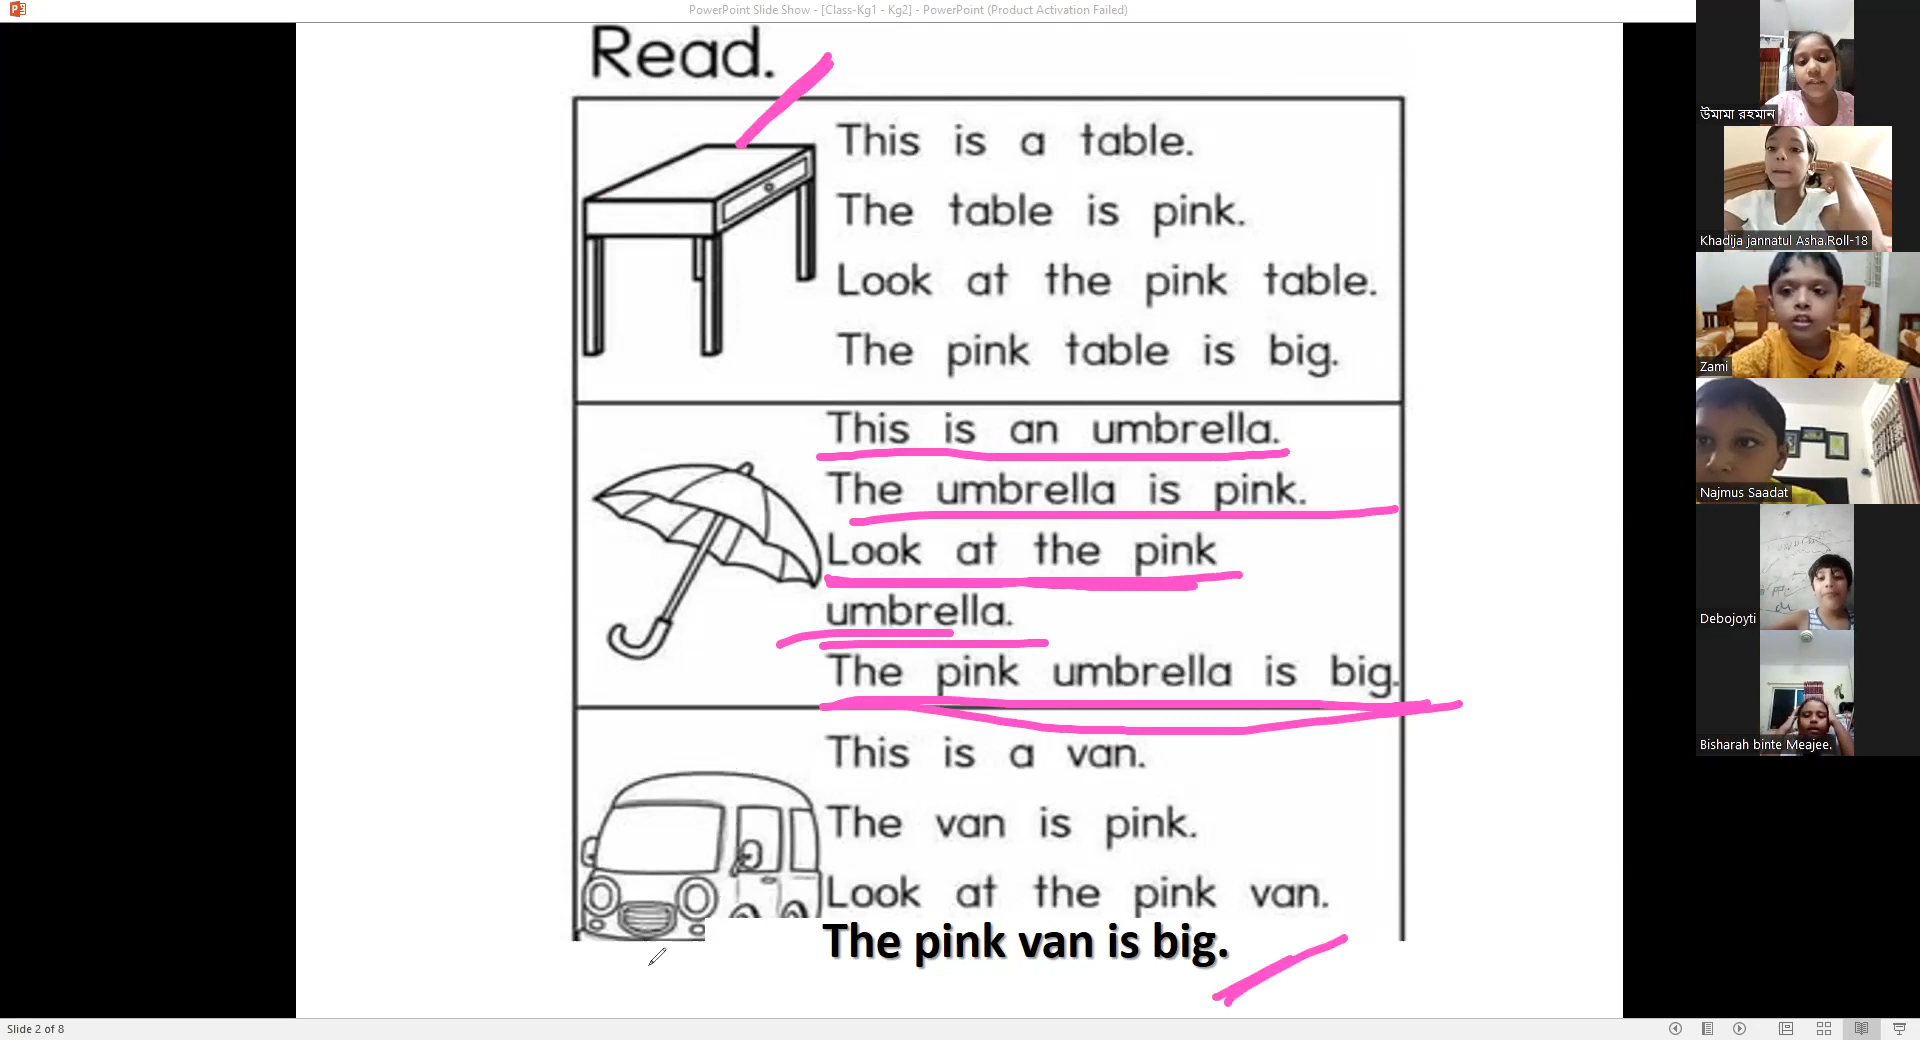 PowerPoint Slide Show - [Class-Kg1 - Kg2] - PowerPoint (Product Activation Failed)
Read.
This is a table.
The table is pink.
Look at the pink table.
The pink table is big.
This is an umbrella.
The umbrella is pink.
Look at the pink
umbrella.
The pink umbrella is big.
This is a van.
The van is pink.
Look at the pink van.
The pink van is big.
উমামা রহমান
Khadija jannatul Asha.Roll-18
Zami
Najmus Saadat
Debojoyti
Bisharah binte Meajee.
Slide 2 of 8